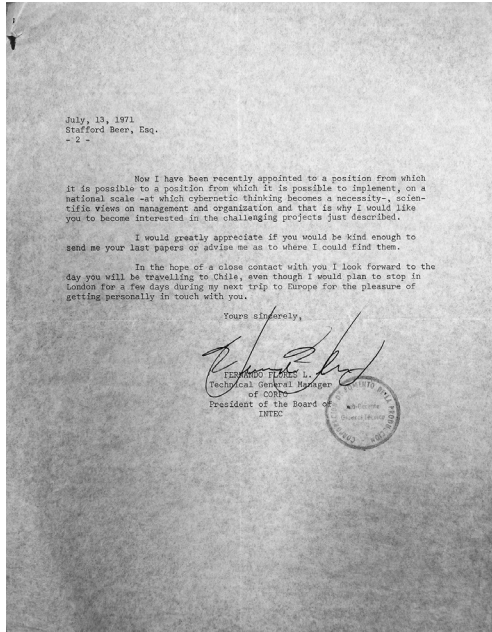 July, 13, 1971
Stafford Beer, Esq.
- 2 -
Now I have been recently appointed to a position from which
it is possible to a position from which it is possible to implement, on a
national scale -at which cybernetic thinking becomes a necessity-, scien-
tific views on management and organization and that is why I would like
you to become interested in the challenging projects just described.
I would greatly appreciate if you would be kind enough to
send me your last papers or advise me as to where I could find them.
In the hope of a close contact with you I look forward to the
day you will be travelling to Chile, even though I would plan to stop in
London for a few days during my next trip to Europe for the pleasure of
getting personally in touch with you.
Yours sincerely,
FERNANDO FLORES L.
Technical General Manager
of CORFO
President of the Board of
INTEC